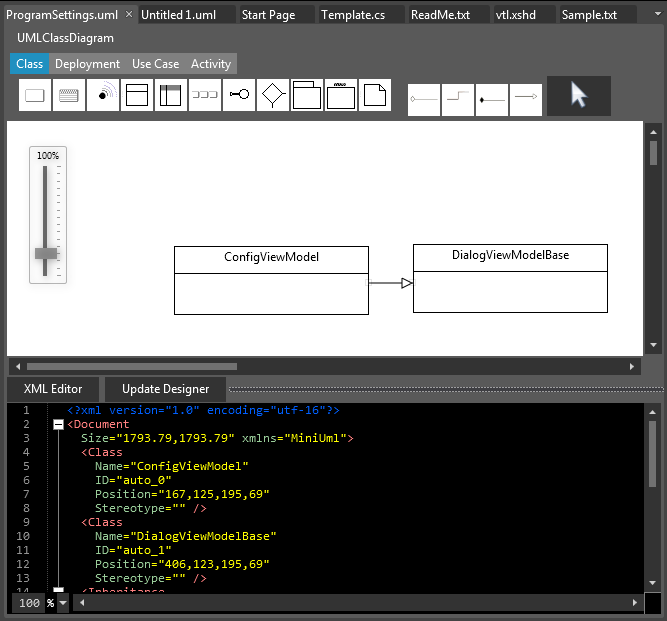 ProgramSettings.uml × Untitled 1.uml Start Page Template.cs ReadMe.txt vtl.xshd Sample.txt
UMLClassDiagram
Class Deployment Use Case Activity
100%
ConfigViewModel
DialogViewModelBase
XML Editor Update Designer
1 <?xml version="1.0" encoding="utf-16"?>
2 <Document
3 Size="1793.79,1793.79" xmlns="MiniUml">
4 <Class
5 Name="ConfigViewModel"
6 ID="auto_0"
7 Position="167,125,195,69"
8 Stereotype="" />
9 <Class
10 Name="DialogViewModelBase"
11 ID="auto_1"
12 Position="406,123,195,69"
13 Stereotype="" />
14 <Inheritance
100 %